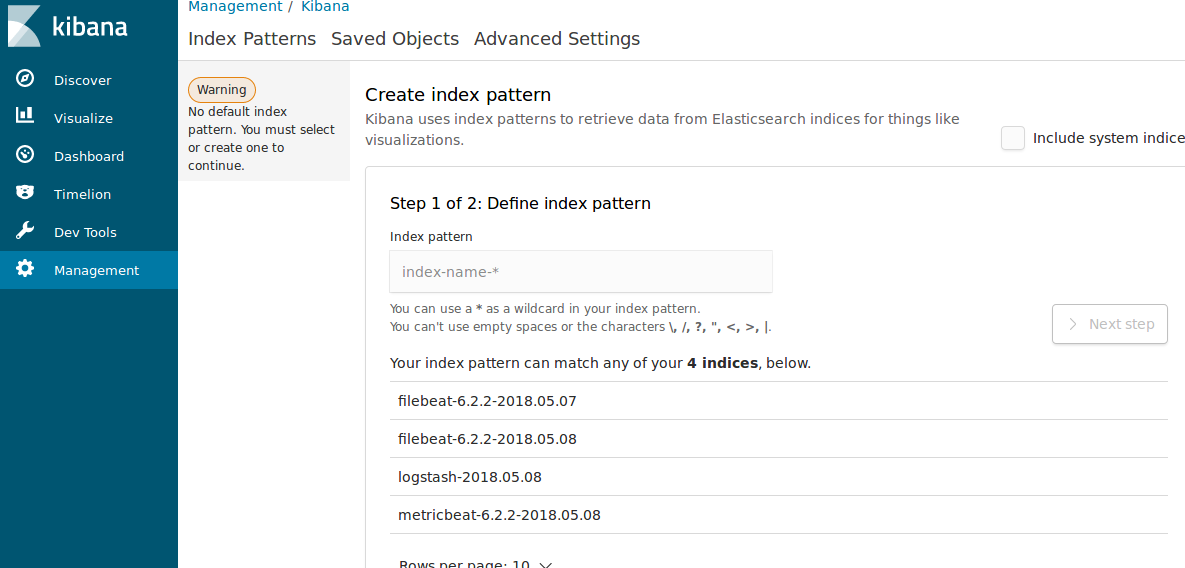 kibana
Discover
Visualize
Dashboard
Timelion
Dev Tools
Management
Management / Kibana
Index Patterns Saved Objects Advanced Settings
Warning
No default index
pattern. You must select
or create one to
continue.
Create index pattern
Kibana uses index patterns to retrieve data from Elasticsearch indices for things like
visualizations.
Include system indice
Step 1 of 2: Define index pattern
Index pattern
index-name-*
You can use a * as a wildcard in your index pattern.
You can't use empty spaces or the characters \, /, ?, ", <, >, |.
Next step
Your index pattern can match any of your 4 indices, below.
filebeat-6.2.2-2018.05.07
filebeat-6.2.2-2018.05.08
logstash-2018.05.08
metricbeat-6.2.2-2018.05.08
Rows per page: 10